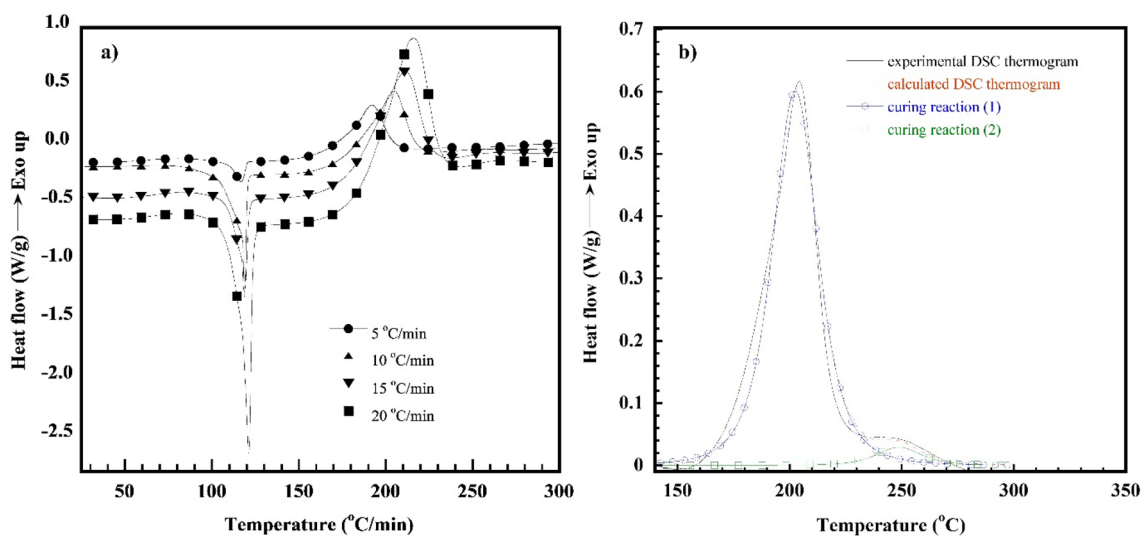 a)
1.0
0.5
0.0
-0.5
-1.0
-1.5
-2.0
-2.5
Heat flow (W/g) ⟶ Exo up
5 °C/min
10 °C/min
15 °C/min
20 °C/min
50 100 150 200 250 300
Temperature (°C/min)
b)
0.7
0.6
0.5
0.4
0.3
0.2
0.1
0
Heat flow (W/g) ⟶ Exo up
experimental DSC thermogram
calculated DSC thermogram
curing reaction (1)
curing reaction (2)
150 200 250 300 350
Temperature (°C)